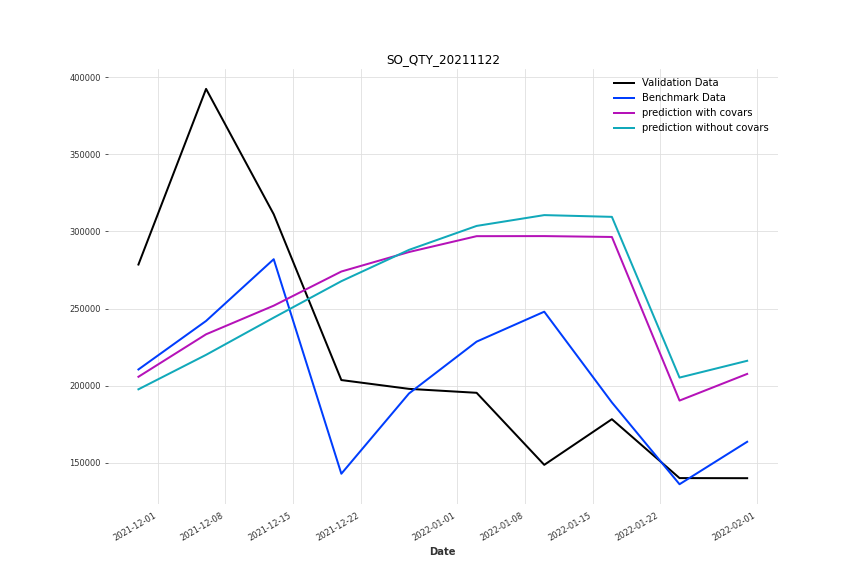 SO_QTY_20211122
Validation Data
Benchmark Data
prediction with covars
prediction without covars
400000
350000
300000
250000
200000
150000
2021-12-01
2021-12-08
2021-12-15
2021-12-22
2022-01-01
2022-01-08
2022-01-15
2022-01-22
2022-02-01
Date